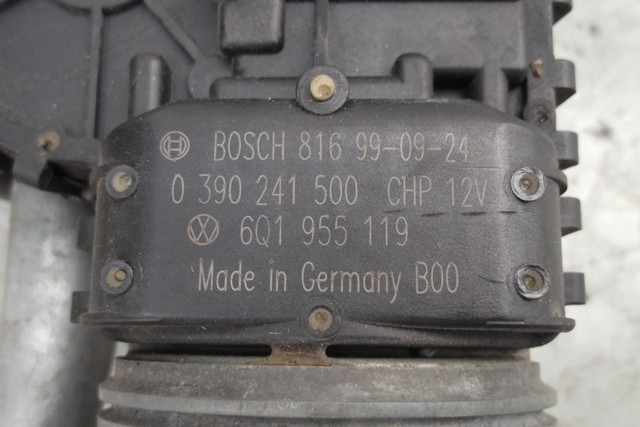 BOSCH 816 99-09-24
0 390 241 500 CHP 12V
6Q1 955 119
Made in Germany B00